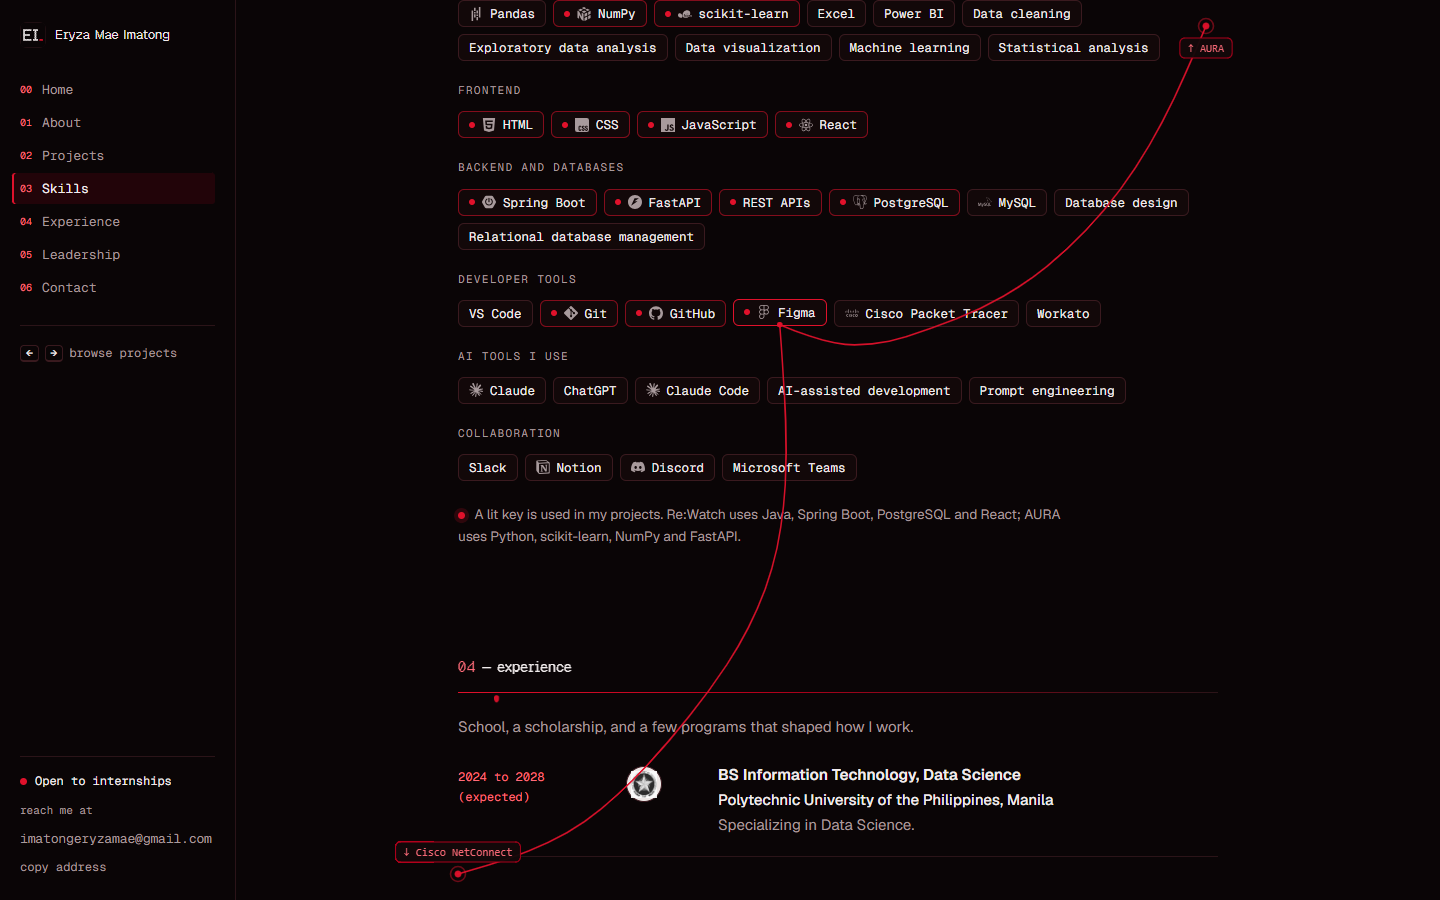 EI.
Eryza Mae Imatong
00 Home
01 About
02 Projects
03 Skills
04 Experience
05 Leadership
06 Contact
← → browse projects
Open to internships
reach me at
imatongeryzamae@gmail.com
copy address
Pandas NumPy scikit-learn Excel Power BI Data cleaning
Exploratory data analysis Data visualization Machine learning Statistical analysis
↑ AURA
FRONTEND
HTML CSS JavaScript React
BACKEND AND DATABASES
Spring Boot FastAPI REST APIs PostgreSQL MySQL Database design
Relational database management
DEVELOPER TOOLS
VS Code Git GitHub Figma Cisco Packet Tracer Workato
AI TOOLS I USE
Claude ChatGPT Claude Code AI-assisted development Prompt engineering
COLLABORATION
Slack Notion Discord Microsoft Teams
A lit key is used in my projects. Re:Watch uses Java, Spring Boot, PostgreSQL and React; AURA
uses Python, scikit-learn, NumPy and FastAPI.
04 — experience
School, a scholarship, and a few programs that shaped how I work.
2024 to 2028
(expected)
BS Information Technology, Data Science
Polytechnic University of the Philippines, Manila
Specializing in Data Science.
↓ Cisco NetConnect